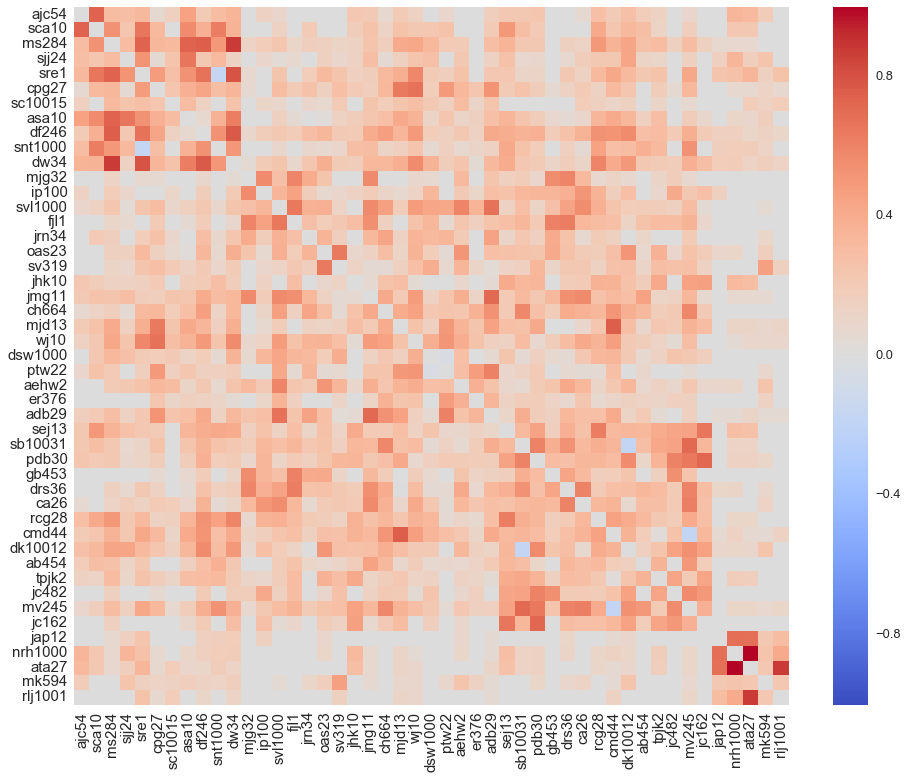 ajc54
sca10
ms284
sjj24
sre1
cpg27
sc10015
asa10
df246
snt1000
dw34
mjg32
ip100
svl1000
fjl1
jrn34
oas23
sv319
jhk10
jmg11
ch664
mjd13
wj10
dsw1000
ptw22
aehw2
er376
adb29
sej13
sb10031
pdb30
gb453
drs36
ca26
rcg28
cmd44
dk10012
ab454
tpjk2
jc482
mv245
jc162
jap12
nrh1000
ata27
mk594
rlj1001
ajc54 sca10 ms284 sjj24 sre1 cpg27 sc10015 asa10 df246 snt1000 dw34 mjg32 ip100 svl1000 fjl1 jrn34 oas23 sv319 jhk10 jmg11 ch664 mjd13 wj10 dsw1000 ptw22 aehw2 er376 adb29 sej13 sb10031 pdb30 gb453 drs36 ca26 rcg28 cmd44 dk10012 ab454 tpjk2 jc482 mv245 jc162 jap12 nrh1000 ata27 mk594 rlj1001
0.8
0.4
0.0
−0.4
−0.8